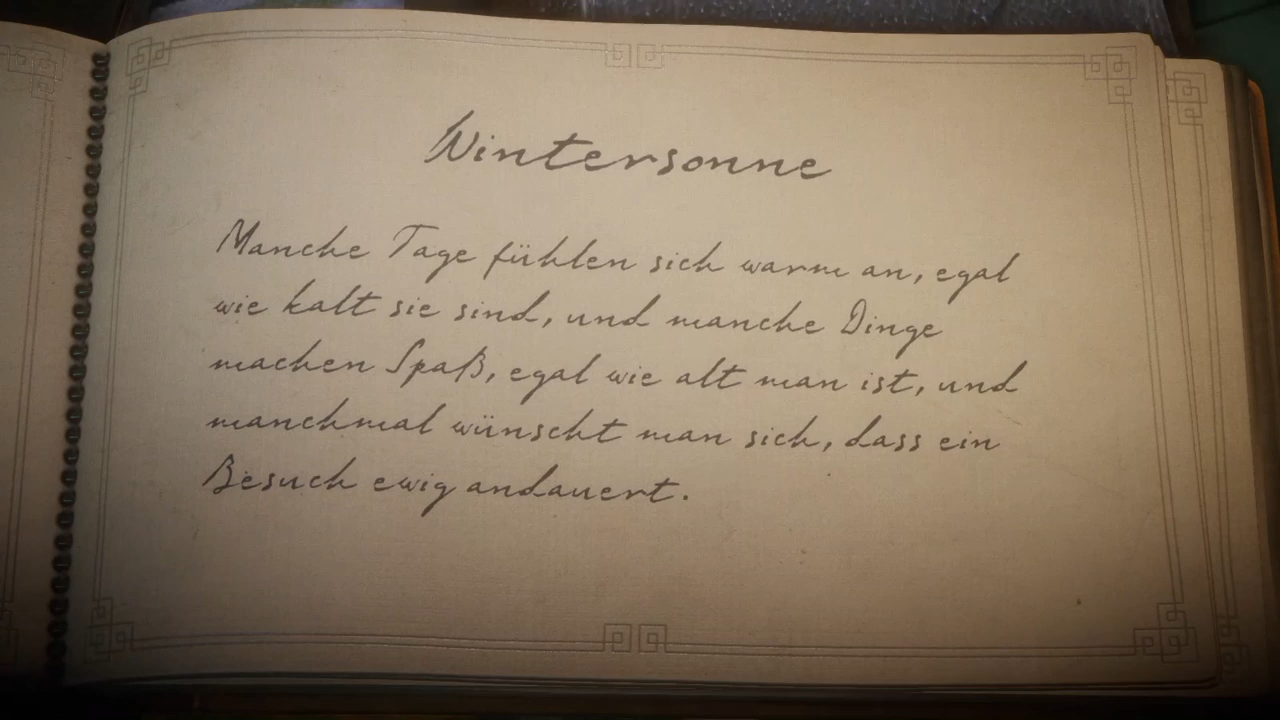 Wintersonne
Manche Tage fühlen sich warm an, egal
wie kalt sie sind, und manche Dinge
machen Spaß, egal wie alt man ist, und
manchmal wünscht man sich, dass ein
Besuch ewig andauert.